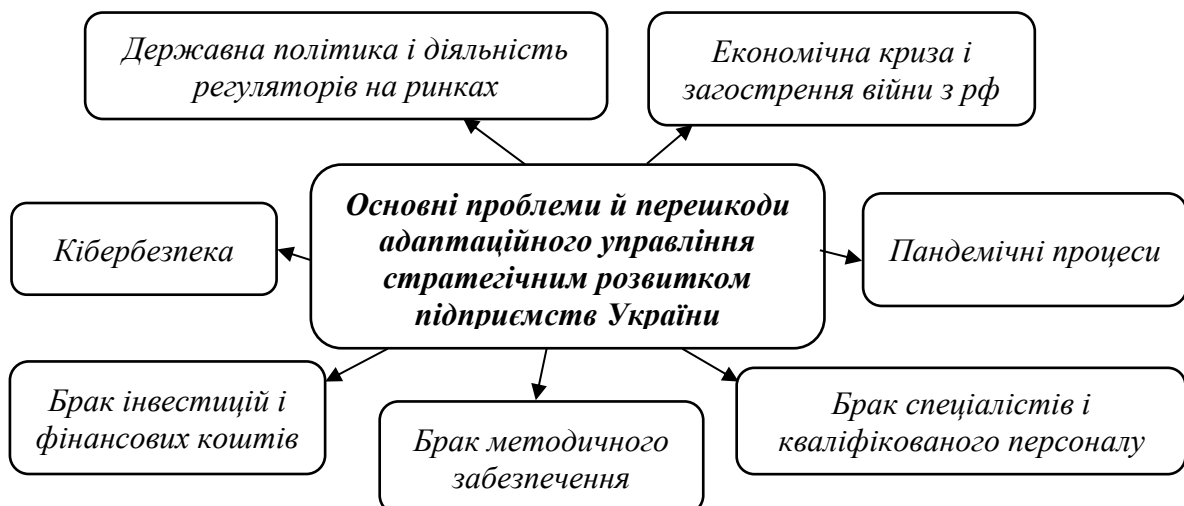 Державна політика і діяльність
регуляторів на ринках
Економічна криза і
загострення війни з рф
Основні проблеми й перешкоди
адаптаційного управління
стратегічним розвитком
підприємств України
Кібербезпека
Пандемічні процеси
Брак інвестицій і
фінансових коштів
Брак методичного
забезпечення
Брак спеціалістів і
кваліфікованого персоналу